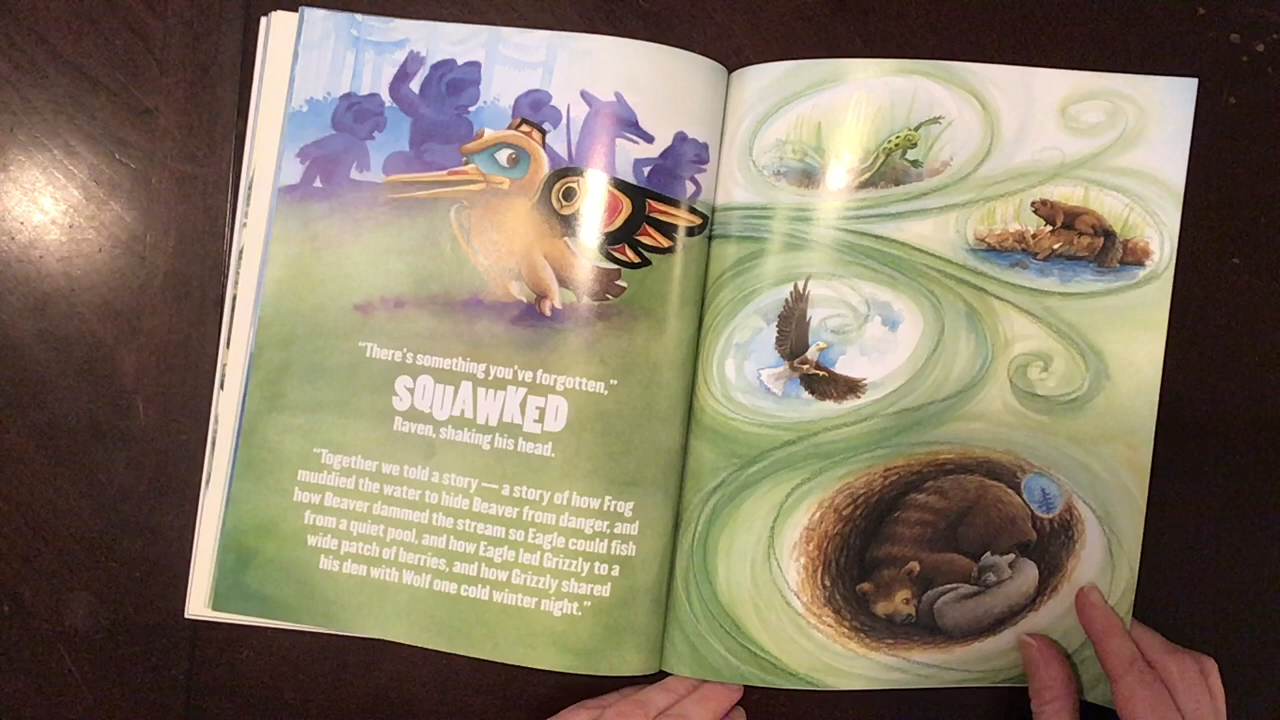 “There's something you've forgotten,”
SQUAWKED
Raven, shaking his head.
“Together we told a story — a story of how Frog
muddied the water to hide Beaver from danger, and
how Beaver dammed the stream so Eagle could fish
from a quiet pool, and how Eagle led Grizzly to a
wide patch of berries, and how Grizzly shared
his den with Wolf one cold winter night.”